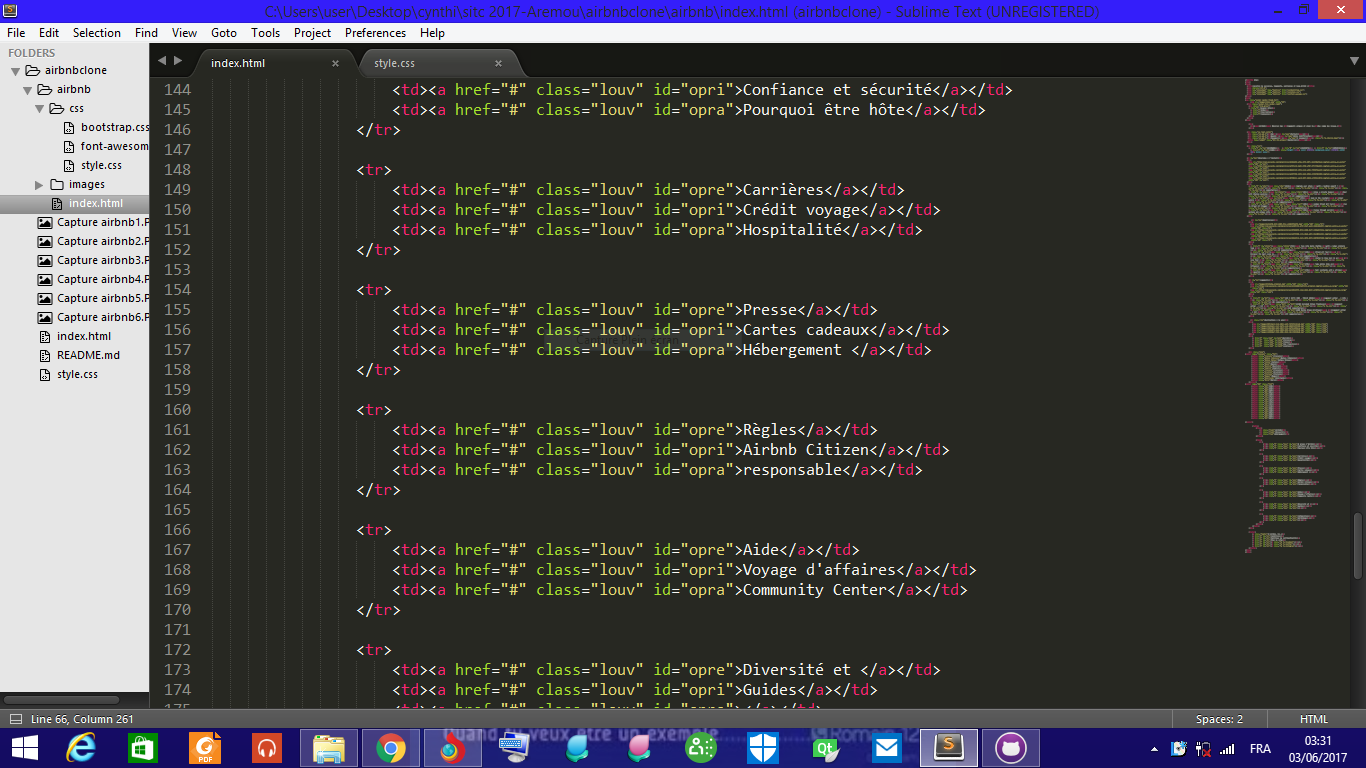 C:\Users\user\Desktop\cynthi\sitc 2017-Aremou\airbnbclone\airbnb\index.html (airbnbclone) - Sublime Text (UNREGISTERED)
File Edit Selection Find View Goto Tools Project Preferences Help
FOLDERS
airbnbclone
airbnb
css
bootstrap.css
font-awesom
style.css
images
index.html
Capture airbnb1.P
Capture airbnb2.P
Capture airbnb3.P
Capture airbnb4.P
Capture airbnb5.P
Capture airbnb6.P
index.html
README.md
style.css
index.html × style.css ×
144 <td><a href="#" class="louv" id="opri">Confiance et sécurité</a></td>
145 <td><a href="#" class="louv" id="opra">Pourquoi être hôte</a></td>
146 </tr>
147
148 <tr>
149 <td><a href="#" class="louv" id="opre">Carrières</a></td>
150 <td><a href="#" class="louv" id="opri">Crédit voyage</a></td>
151 <td><a href="#" class="louv" id="opra">Hospitalité</a></td>
152 </tr>
153
154 <tr>
155 <td><a href="#" class="louv" id="opre">Presse</a></td>
156 <td><a href="#" class="louv" id="opri">Cartes cadeaux</a></td>
157 <td><a href="#" class="louv" id="opra">Hébergement </a></td>
158 </tr>
159
160 <tr>
161 <td><a href="#" class="louv" id="opre">Règles</a></td>
162 <td><a href="#" class="louv" id="opri">Airbnb Citizen</a></td>
163 <td><a href="#" class="louv" id="opra">responsable</a></td>
164 </tr>
165
166 <tr>
167 <td><a href="#" class="louv" id="opre">Aide</a></td>
168 <td><a href="#" class="louv" id="opri">Voyage d'affaires</a></td>
169 <td><a href="#" class="louv" id="opra">Community Center</a></td>
170 </tr>
171
172 <tr>
173 <td><a href="#" class="louv" id="opre">Diversité et </a></td>
174 <td><a href="#" class="louv" id="opri">Guides</a></td>
Line 66, Column 261 Spaces: 2 HTML
PDF
Qt
S
FRA
03:31
03/06/2017